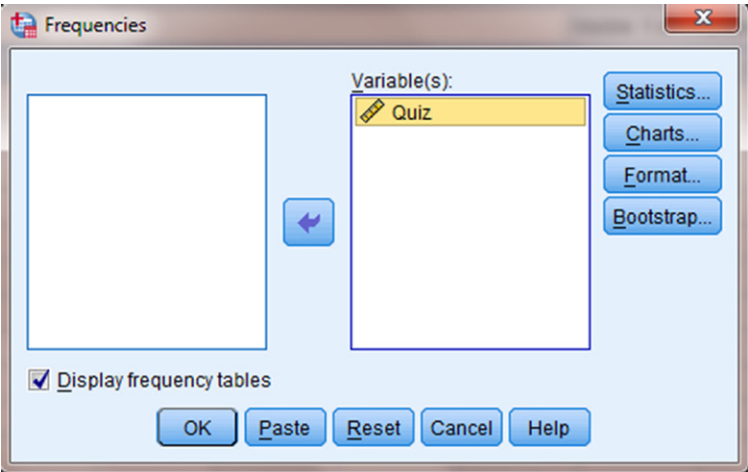 Frequencies
Variable(s):
Quiz
Statistics...
Charts...
Format...
Bootstrap...
Display frequency tables
OK
Paste
Reset
Cancel
Help